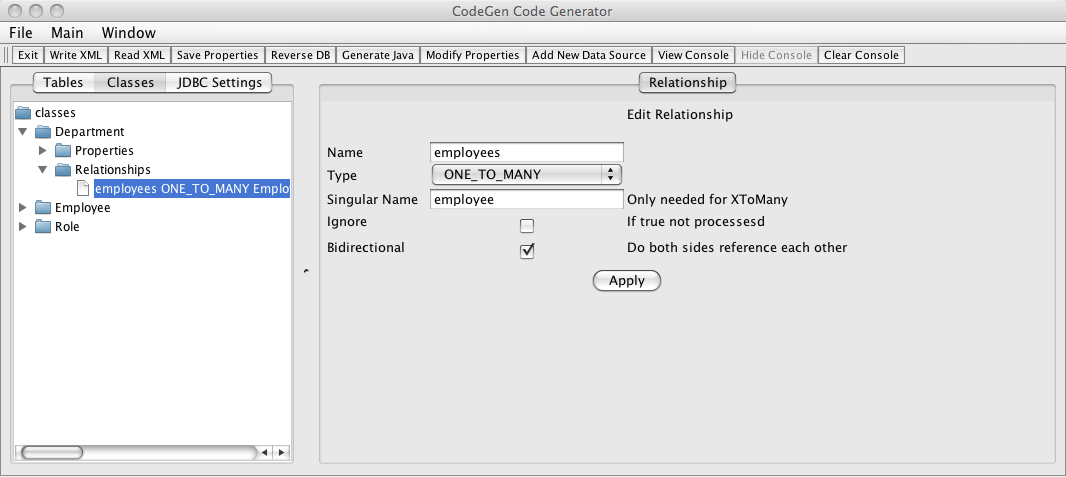 CodeGen Code Generator
File Main Window
Exit Write XML Read XML Save Properties Reverse DB Generate Java Modify Properties Add New Data Source View Console Hide Console Clear Console
Tables Classes JDBC Settings
Relationship
classes
Department
Properties
Relationships
employees ONE_TO_MANY Emplo
Employee
Role
Edit Relationship
Name employees
Type ONE_TO_MANY
Singular Name employee Only needed for XToMany
Ignore If true not processesd
Bidirectional Do both sides reference each other
Apply